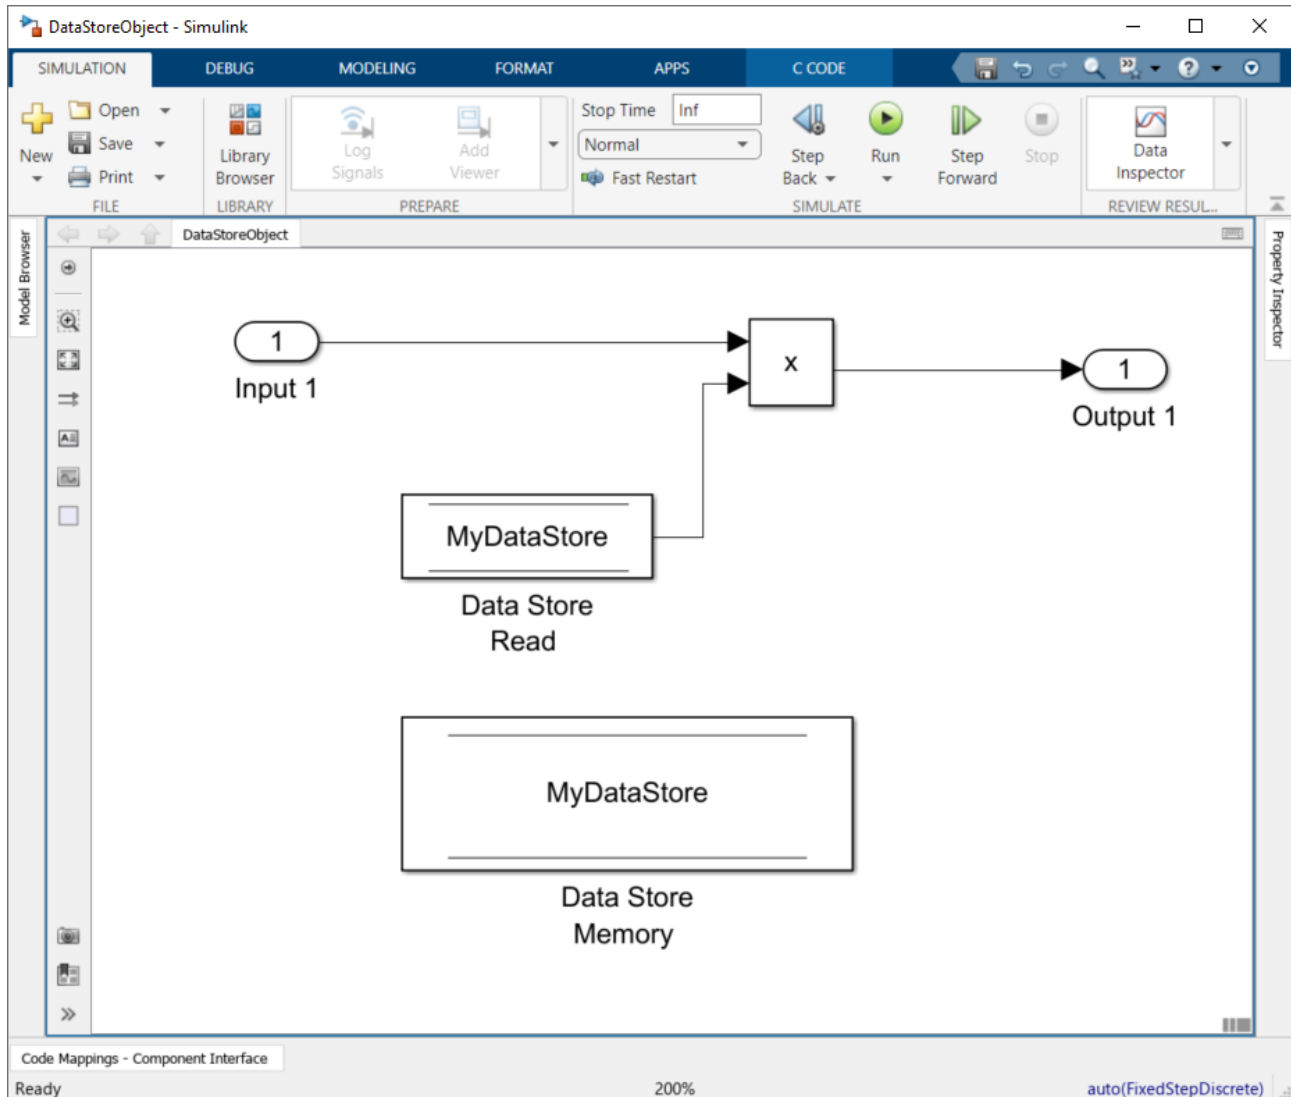 DataStoreObject - Simulink
SIMULATION
DEBUG
MODELING
FORMAT
APPS
C CODE
New
Open
Save
Print
FILE
Library
Browser
LIBRARY
Log
Signals
Add
Viewer
PREPARE
Stop Time
Inf
Normal
Fast Restart
Step
Back
Run
Step
Forward
Stop
SIMULATE
Data
Inspector
REVIEW RESUL...
Model Browser
DataStoreObject
Property Inspector
1
Input 1
x
1
Output 1
MyDataStore
Data Store
Read
MyDataStore
Data Store
Memory
Code Mappings - Component Interface
Ready
200%
auto(FixedStepDiscrete)